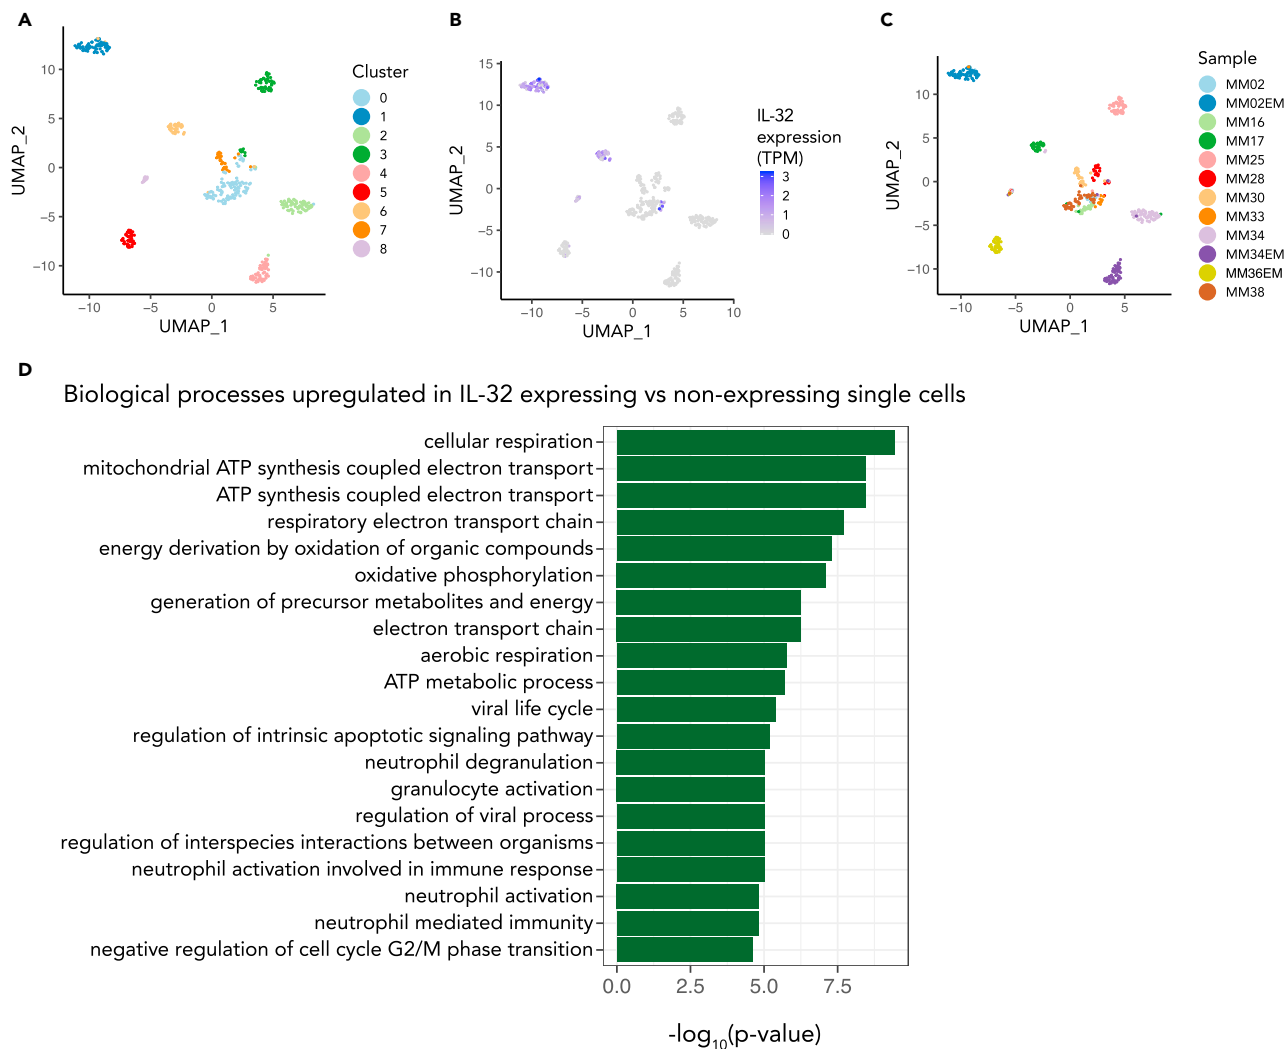 A
UMAP_2
10
5
0
−5
−10
−10
−5
0
5
UMAP_1
Cluster
0
1
2
3
4
5
6
7
8
B
UMAP_2
15
10
5
0
−5
−10
−10
−5
0
5
10
UMAP_1
IL-32
expression
(TPM)
3
2
1
0
C
UMAP_2
10
5
0
−5
−10
−10
−5
0
5
UMAP_1
Sample
MM02
MM02EM
MM16
MM17
MM25
MM28
MM30
MM33
MM34
MM34EM
MM36EM
MM38
D
Biological processes upregulated in IL-32 expressing vs non-expressing single cells
cellular respiration
mitochondrial ATP synthesis coupled electron transport
ATP synthesis coupled electron transport
respiratory electron transport chain
energy derivation by oxidation of organic compounds
oxidative phosphorylation
generation of precursor metabolites and energy
electron transport chain
aerobic respiration
ATP metabolic process
viral life cycle
regulation of intrinsic apoptotic signaling pathway
neutrophil degranulation
granulocyte activation
regulation of viral process
regulation of interspecies interactions between organisms
neutrophil activation involved in immune response
neutrophil activation
neutrophil mediated immunity
negative regulation of cell cycle G2/M phase transition
0.0
2.5
5.0
7.5
-log10(p-value)